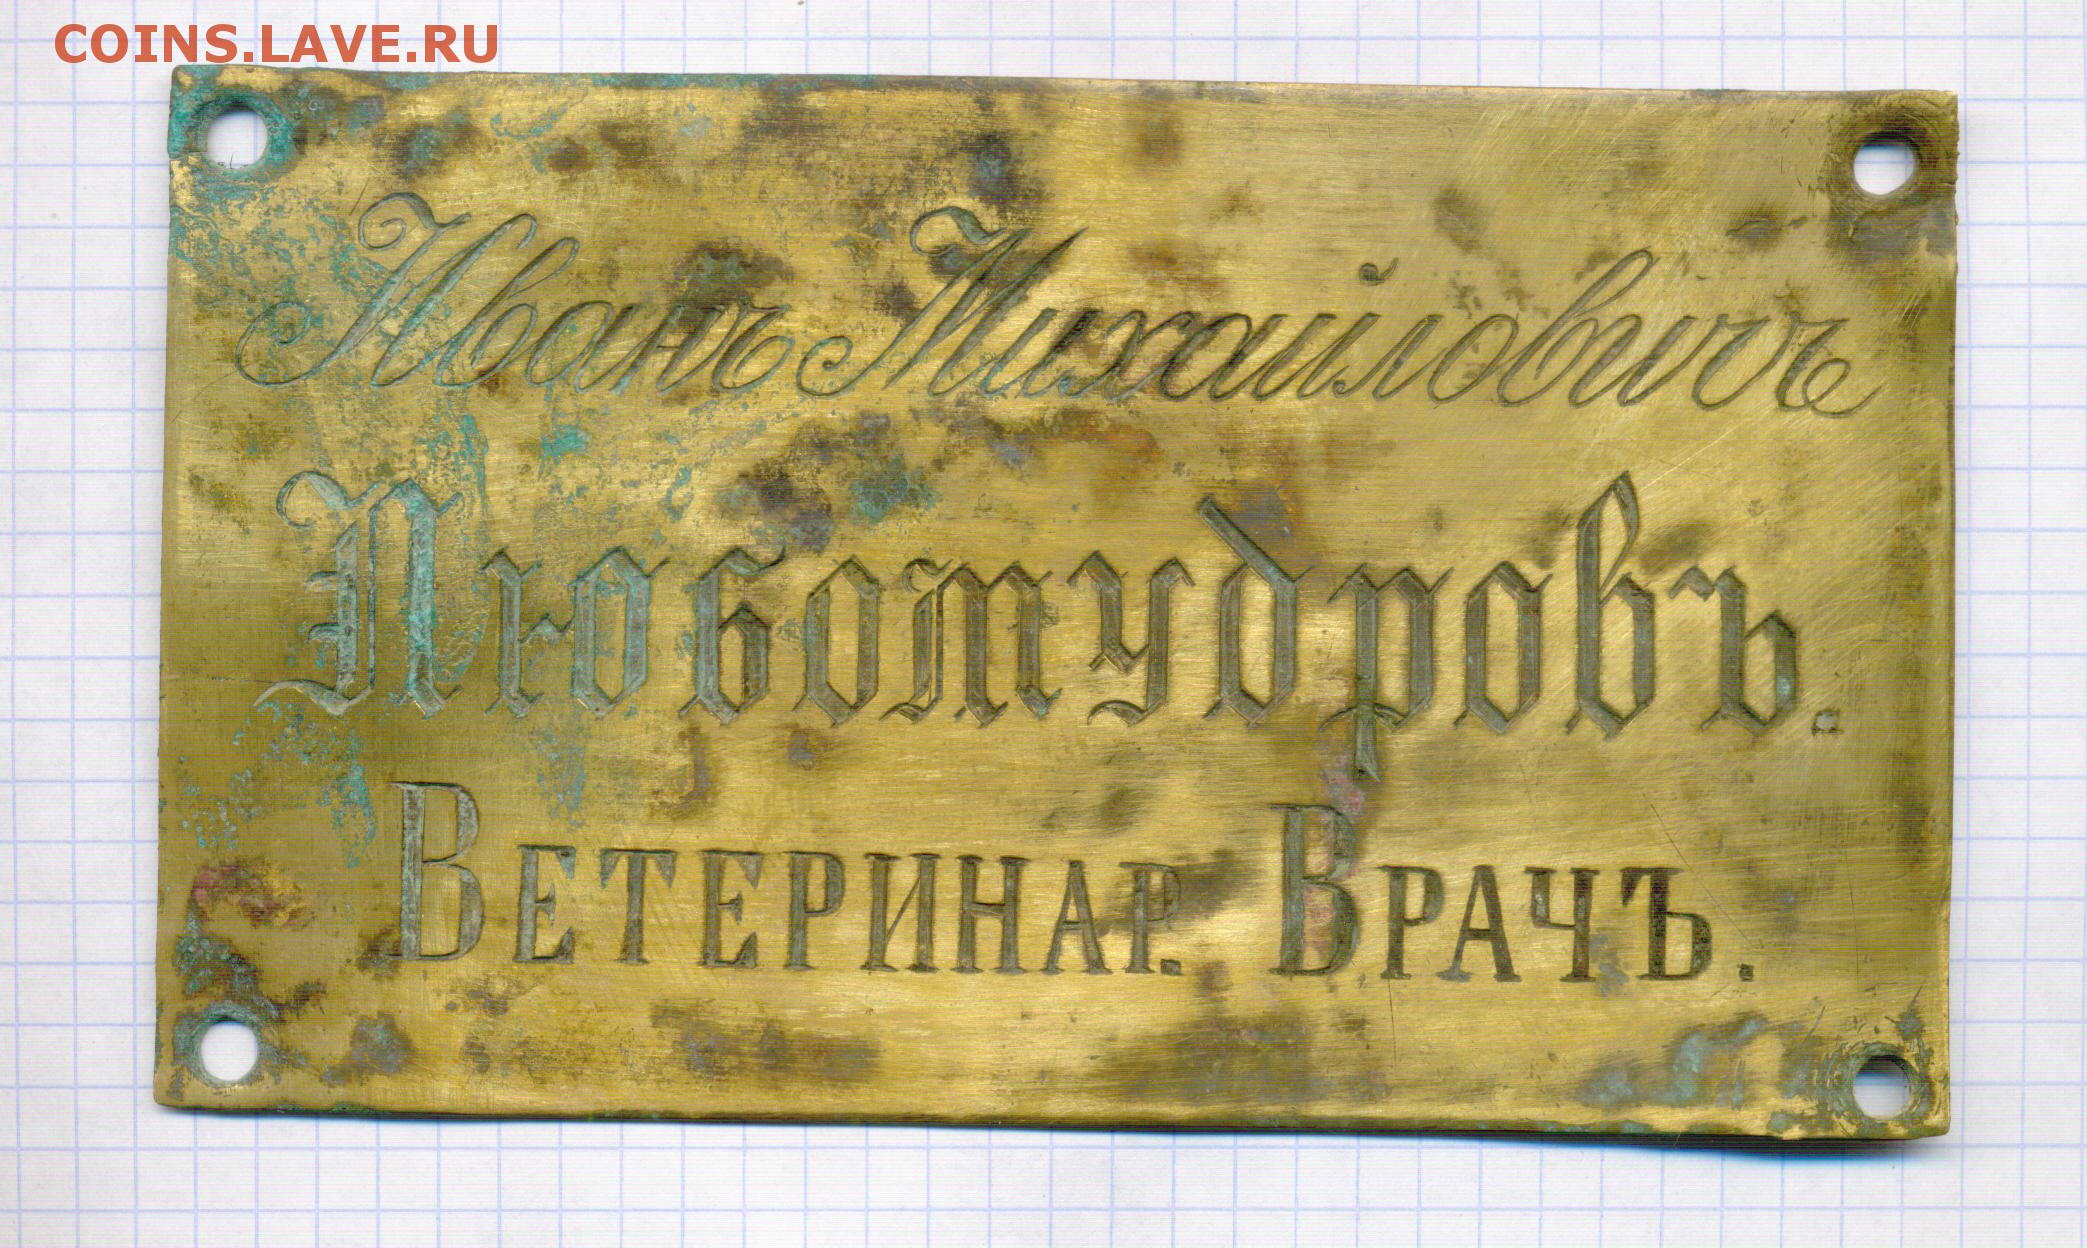 COINS.LAVE.RU
Иванъ Михайловичъ
Любомудровъ.
Ветеринар. Врачъ.